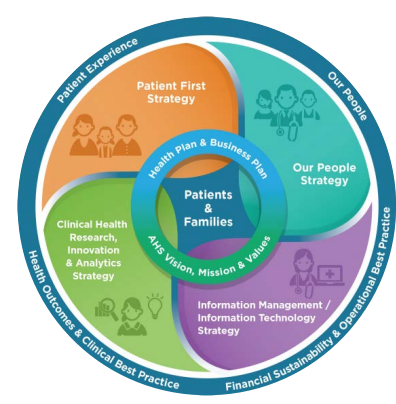 Patient Experience
Our People
Patient First
Strategy
Our People
Strategy
Health Plan & Business Plan
Patients
&
Families
AHS Vision, Mission & Values
Clinical Health
Research,
Innovation
& Analytics
Strategy
Information Management /
Information Technology
Strategy
Health Outcomes & Clinical Best Practice
Financial Sustainability & Operational Best Practice